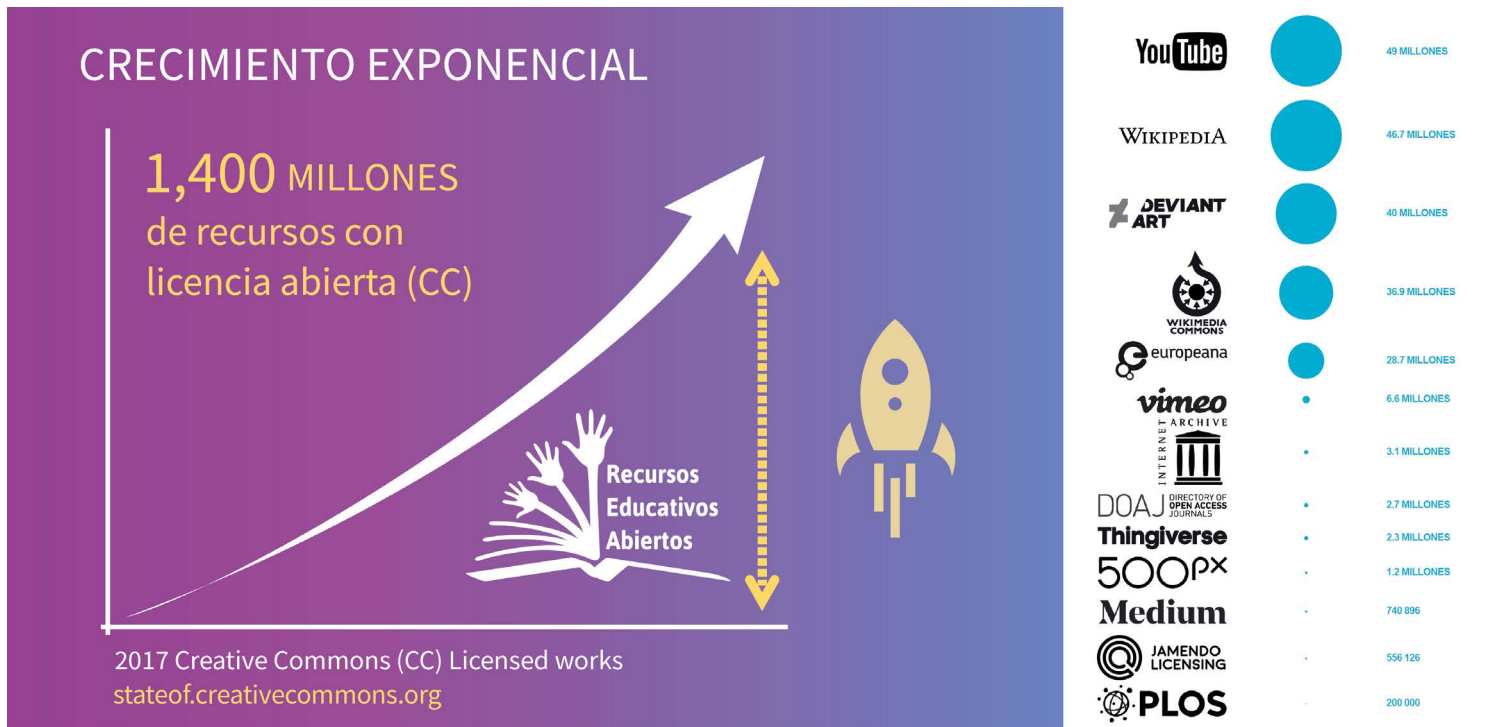 CRECIMIENTO EXPONENCIAL
1,400 MILLONES
de recursos con
licencia abierta (CC)
Recursos
Educativos
Abiertos
2017 Creative Commons (CC) Licensed works
stateof.creativecommons.org
YouTube
49 MILLONES
WIKIPEDIA
46.7 MILLONES
DEVIANT
ART
40 MILLONES
WIKIMEDIA
COMMONS
36.9 MILLONES
europeana
28.7 MILLONES
vimeo
6.6 MILLONES
INTERNET ARCHIVE
3.1 MILLONES
DOAJ
DIRECTORY OF
OPEN ACCESS
JOURNALS
2.7 MILLONES
Thingiverse
2.3 MILLONES
500px
1.2 MILLONES
Medium
740 896
JAMENDO
LICENSING
556 126
PLOS
200 000